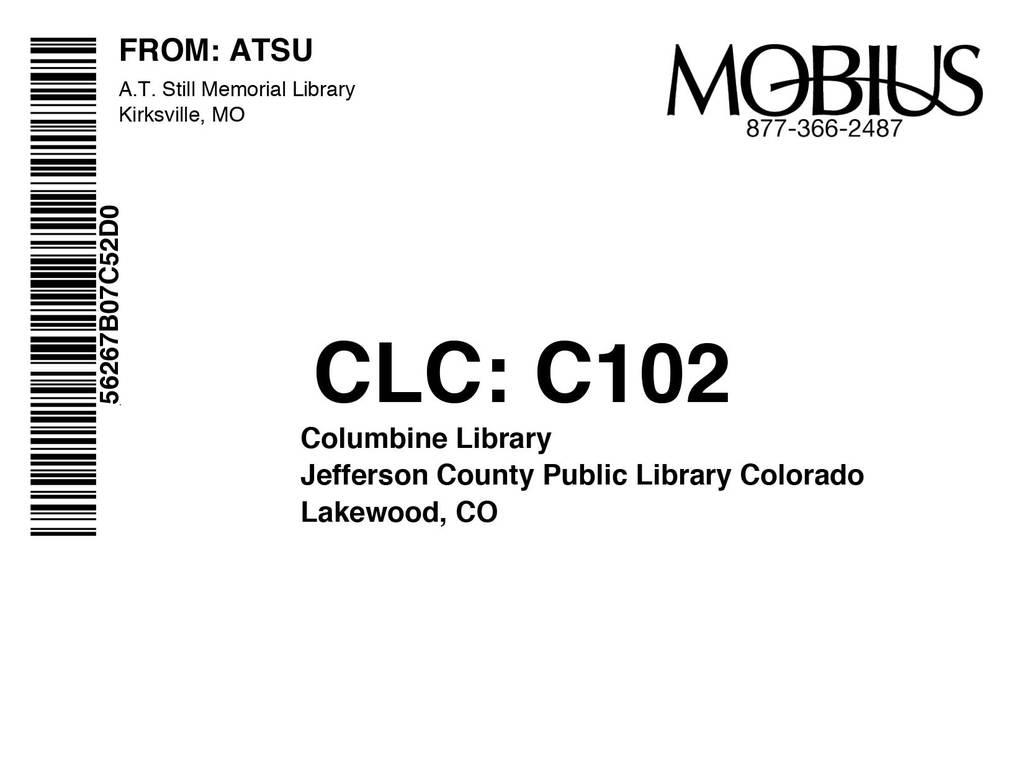 FROM: ATSU
A.T. Still Memorial Library
Kirksville, MO
MOBIUS
877-366-2487
56267B07C52D0
CLC: C102
Columbine Library
Jefferson County Public Library Colorado
Lakewood, CO